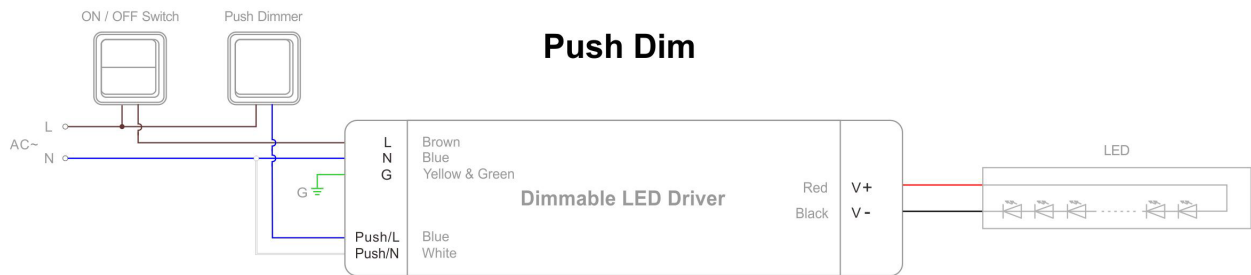 ON / OFF Switch
Push Dimmer
Push Dim
L
AC~
N
G
L Brown
N Blue
G Yellow & Green
Dimmable LED Driver
Push/L Blue
Push/N White
Red V+
Black V-
LED